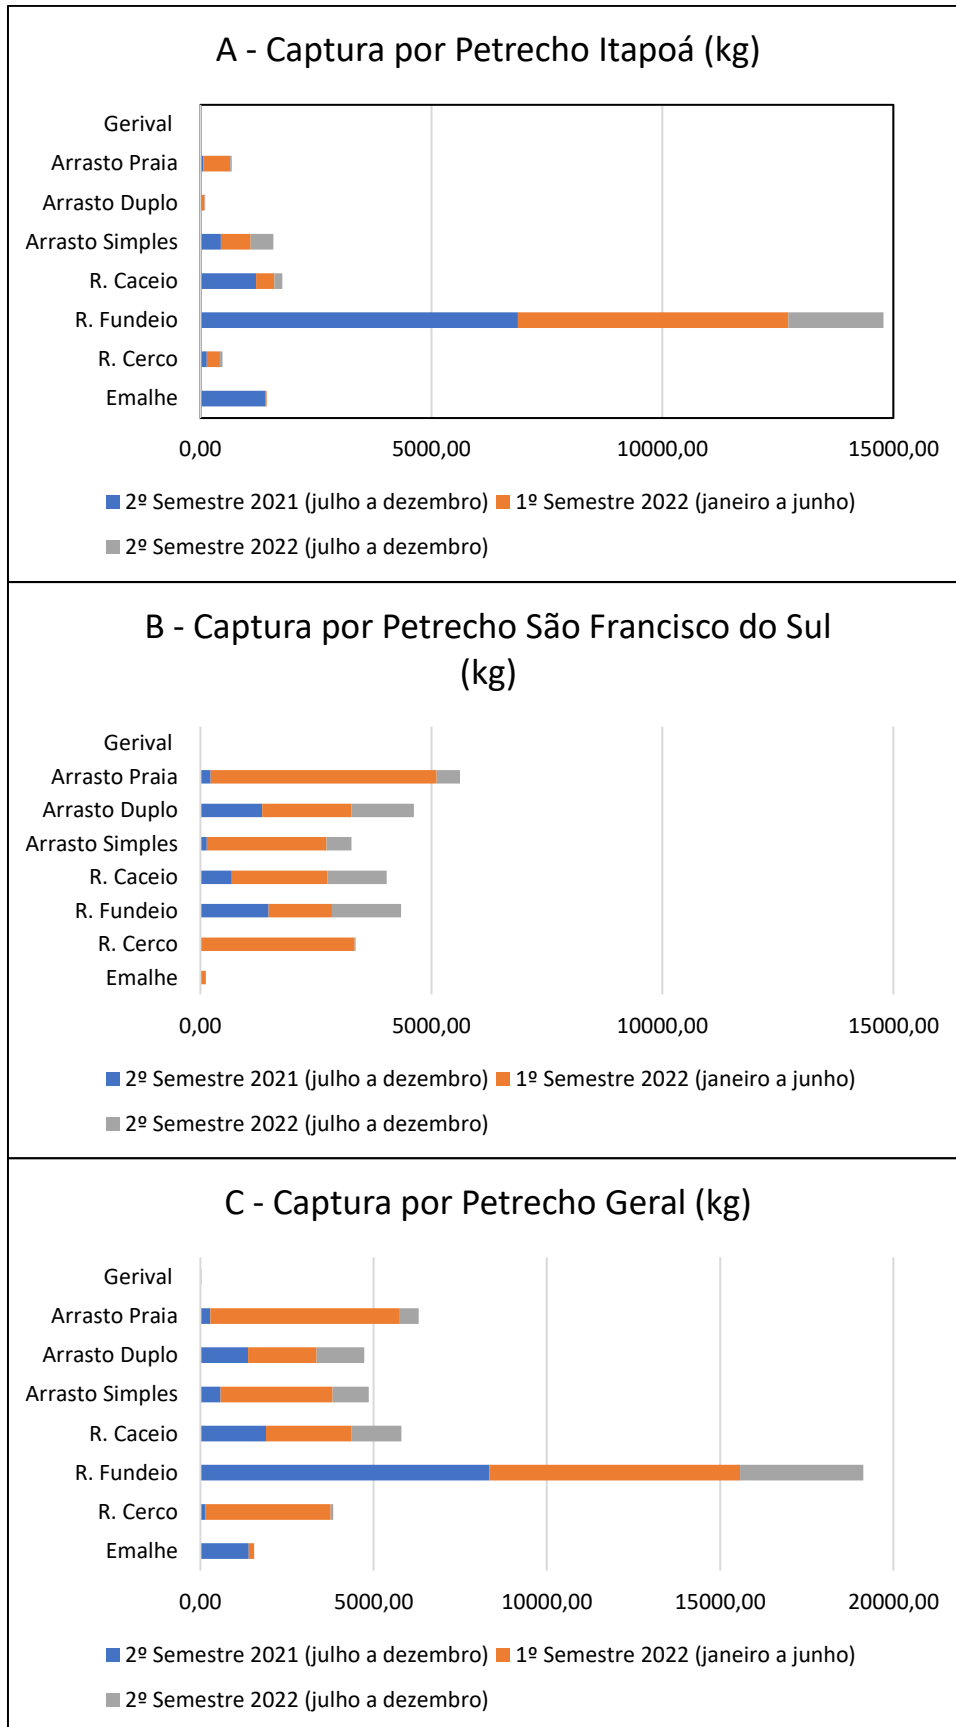 A - Captura por Petrecho Itapoá (kg)
Gerival
Arrasto Praia
Arrasto Duplo
Arrasto Simples
R. Caceio
R. Fundeio
R. Cerco
Emalhe
0,00 5000,00 10000,00 15000,00
2º Semestre 2021 (julho a dezembro) 1º Semestre 2022 (janeiro a junho)
2º Semestre 2022 (julho a dezembro)
B - Captura por Petrecho São Francisco do Sul
(kg)
Gerival
Arrasto Praia
Arrasto Duplo
Arrasto Simples
R. Caceio
R. Fundeio
R. Cerco
Emalhe
0,00 5000,00 10000,00 15000,00
2º Semestre 2021 (julho a dezembro) 1º Semestre 2022 (janeiro a junho)
2º Semestre 2022 (julho a dezembro)
C - Captura por Petrecho Geral (kg)
Gerival
Arrasto Praia
Arrasto Duplo
Arrasto Simples
R. Caceio
R. Fundeio
R. Cerco
Emalhe
0,00 5000,00 10000,00 15000,00 20000,00
2º Semestre 2021 (julho a dezembro) 1º Semestre 2022 (janeiro a junho)
2º Semestre 2022 (julho a dezembro)